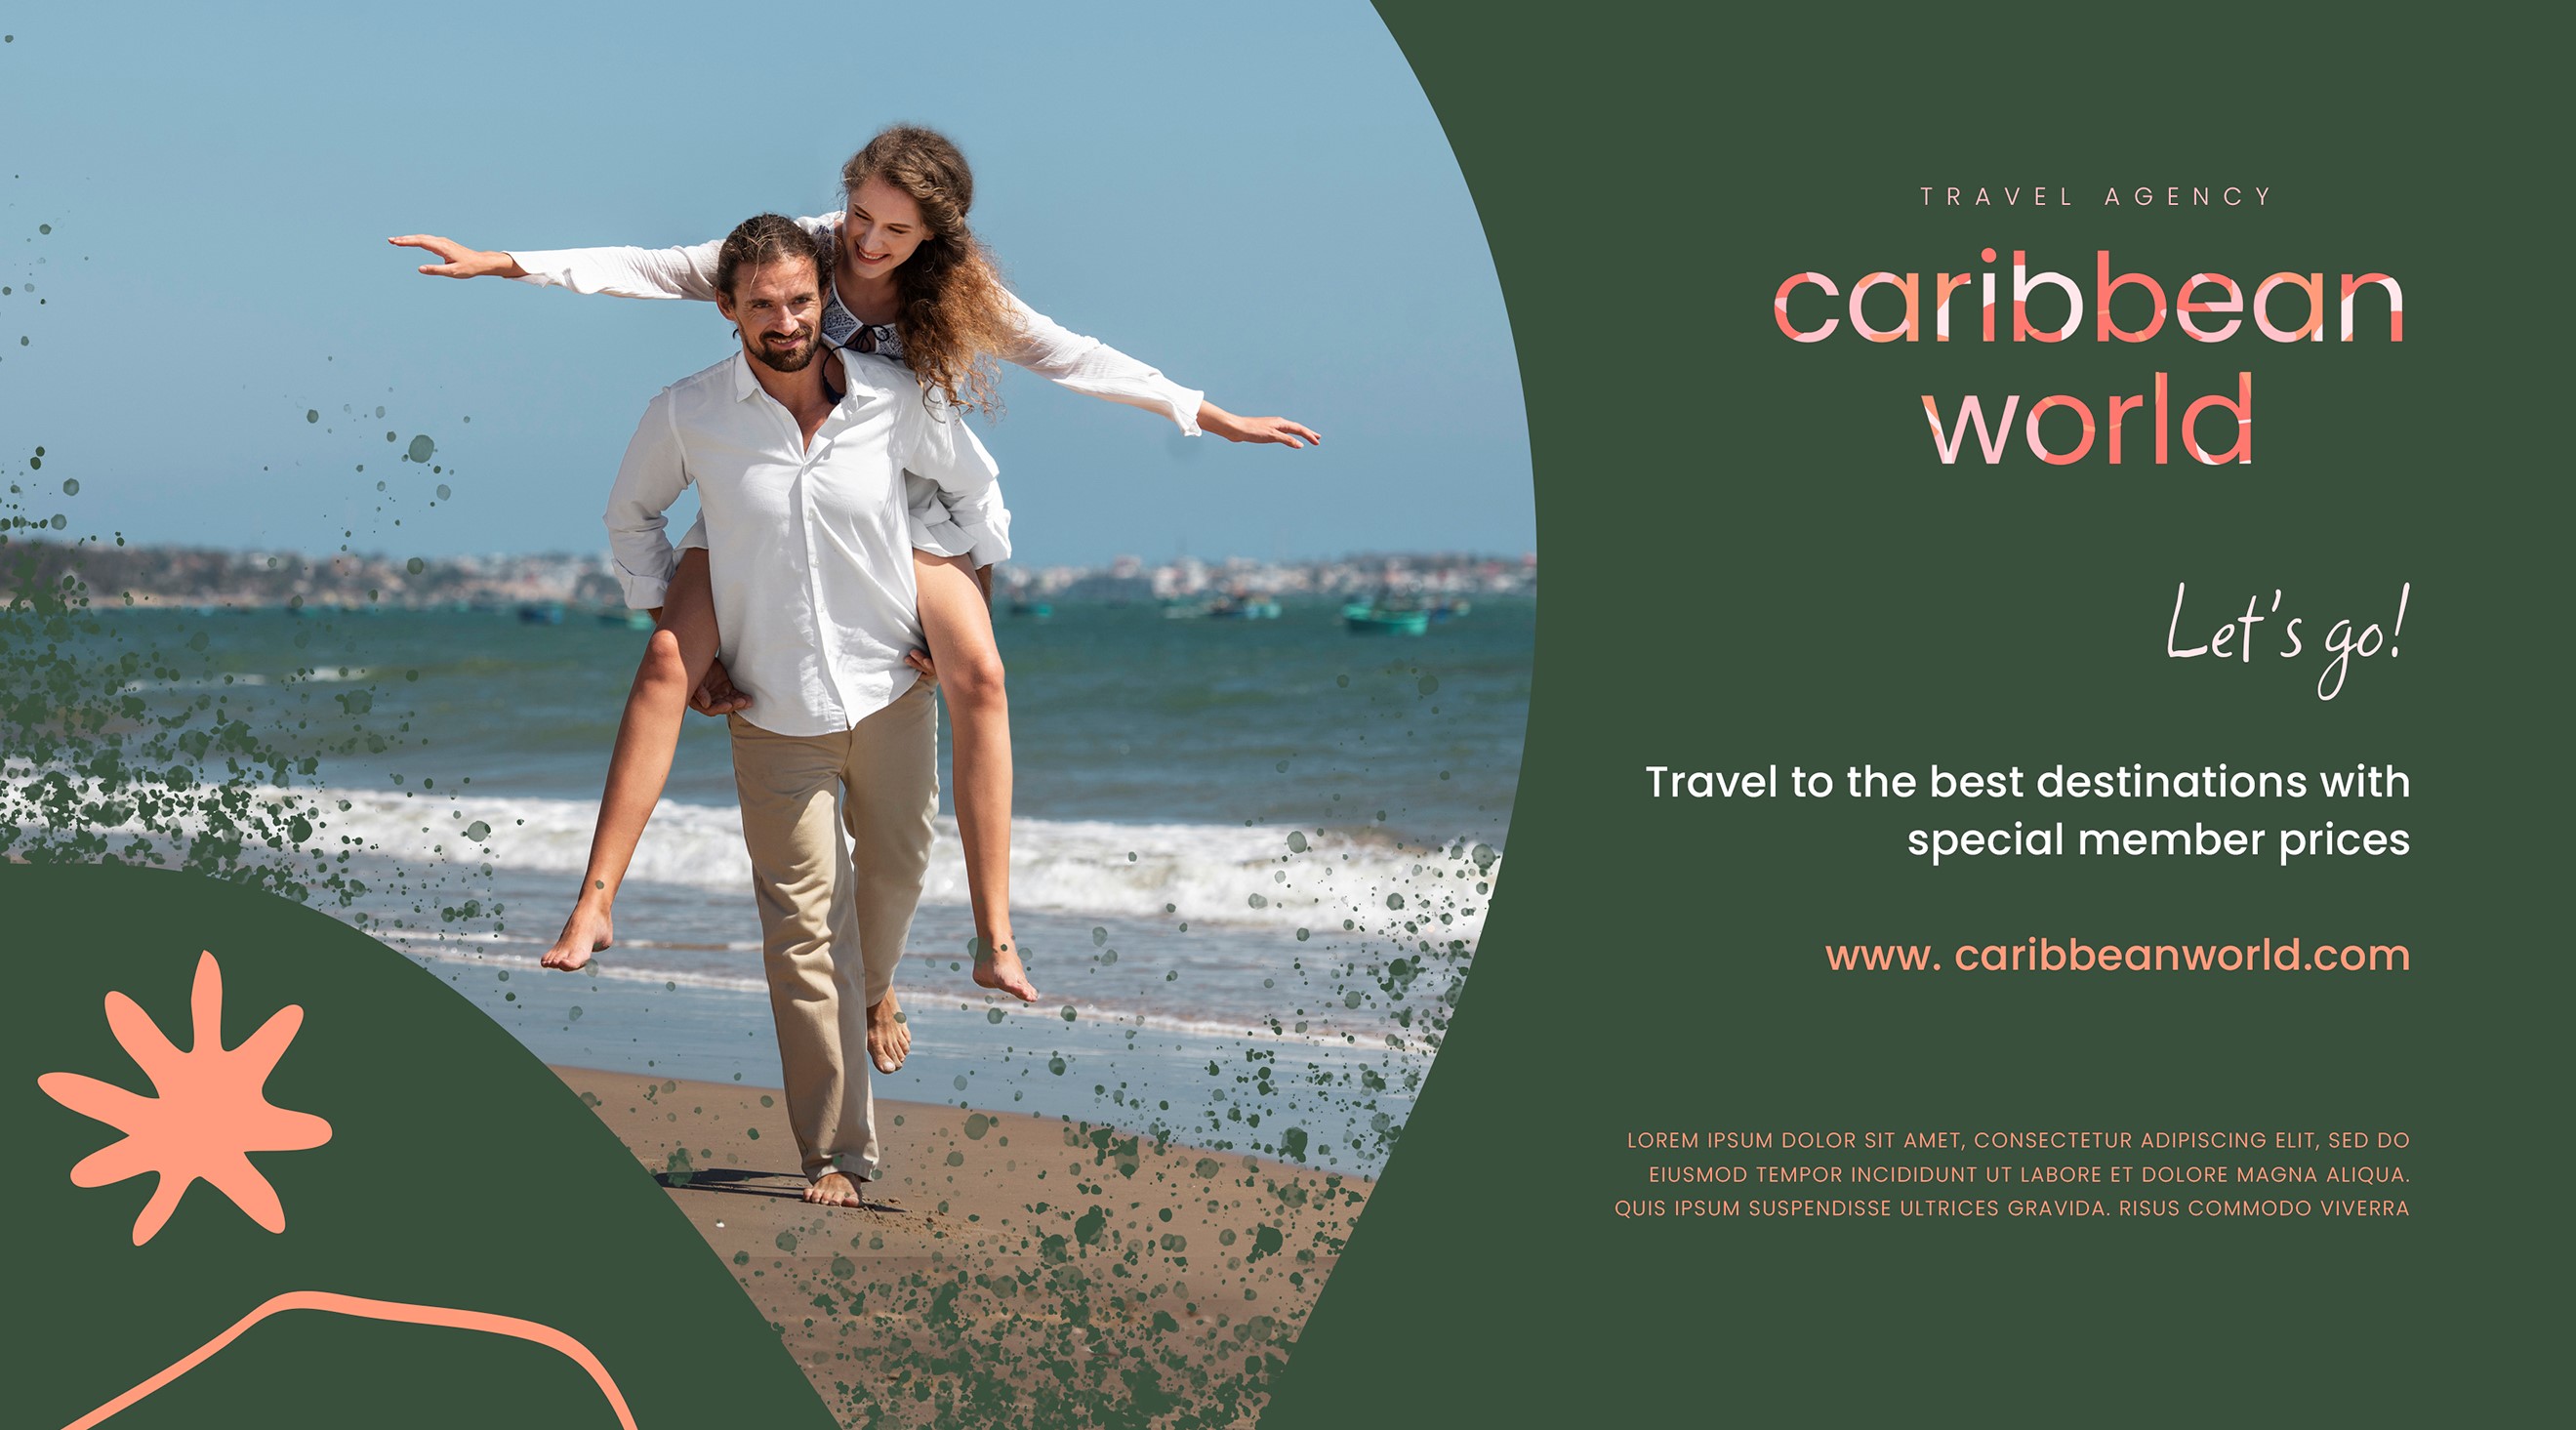 TRAVEL AGENCY
caribbean
world
Let's go!
Travel to the best destinations with
special member prices
www. caribbeanworld.com
LOREM IPSUM DOLOR SIT AMET, CONSECTETUR ADIPISCING ELIT, SED DO
EIUSMOD TEMPOR INCIDIDUNT UT LABORE ET DOLORE MAGNA ALIQUA.
QUIS IPSUM SUSPENDISSE ULTRICES GRAVIDA. RISUS COMMODO VIVERRA